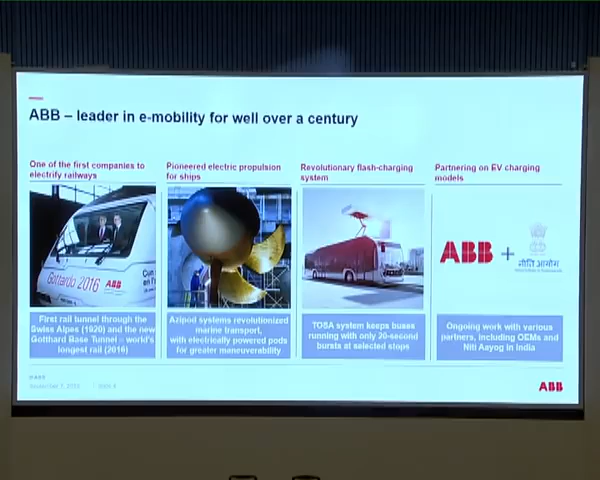 ABB – leader in e-mobility for well over a century
One of the first companies to
electrify railways
Pioneered electric propulsion
for ships
Revolutionary flash-charging
system
Partnering on EV charging
models
Gottardo 2016
ABB
ABB +
नीति आयोग
First rail tunnel through the
Swiss Alps (1920) and the new
Gotthard Base Tunnel – world's
longest rail (2016)
Azipod systems revolutionized
marine transport,
with electrically powered pods
for greater maneuverability
TOSA system keeps buses
running with only 20-second
bursts at selected stops
Ongoing work with various
partners, including OEMs and
Niti Aayog in India
ABB